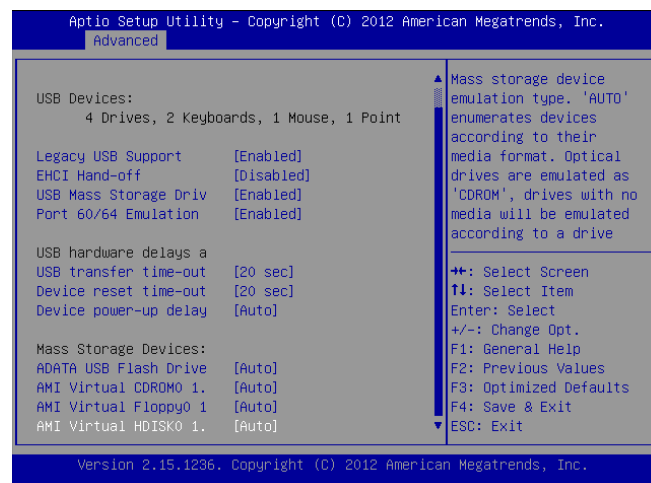 Aptio Setup Utility – Copyright (C) 2012 American Megatrends, Inc.
Advanced
USB Devices:
4 Drives, 2 Keyboards, 1 Mouse, 1 Point
Legacy USB Support [Enabled]
EHCI Hand-off [Disabled]
USB Mass Storage Driv [Enabled]
Port 60/64 Emulation [Enabled]
USB hardware delays a
USB transfer time-out [20 sec]
Device reset time-out [20 sec]
Device power-up delay [Auto]
Mass Storage Devices:
ADATA USB Flash Drive [Auto]
AMI Virtual CDROM0 1. [Auto]
AMI Virtual Floppy0 1 [Auto]
AMI Virtual HDISK0 1. [Auto]
Mass storage device
emulation type. 'AUTO'
enumerates devices
according to their
media format. Optical
drives are emulated as
'CDROM', drives with no
media will be emulated
according to a drive
→←: Select Screen
↑↓: Select Item
Enter: Select
+/-: Change Opt.
F1: General Help
F2: Previous Values
F3: Optimized Defaults
F4: Save & Exit
ESC: Exit
Version 2.15.1236. Copyright (C) 2012 American Megatrends, Inc.